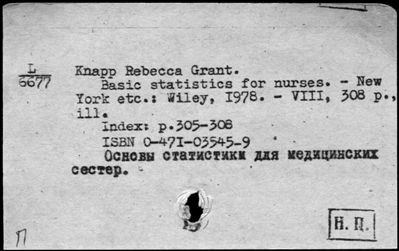 L
6677
Knapp Rebecca Grant.
Basic statistics for nurses. – New
York etc.: Wiley, 1978. – VIII, 308 p.,
ill.
Index: p.305-308
ISBN 0-471-03545-9
Основы статистики для медицинских
сестер.
П
Н. П.